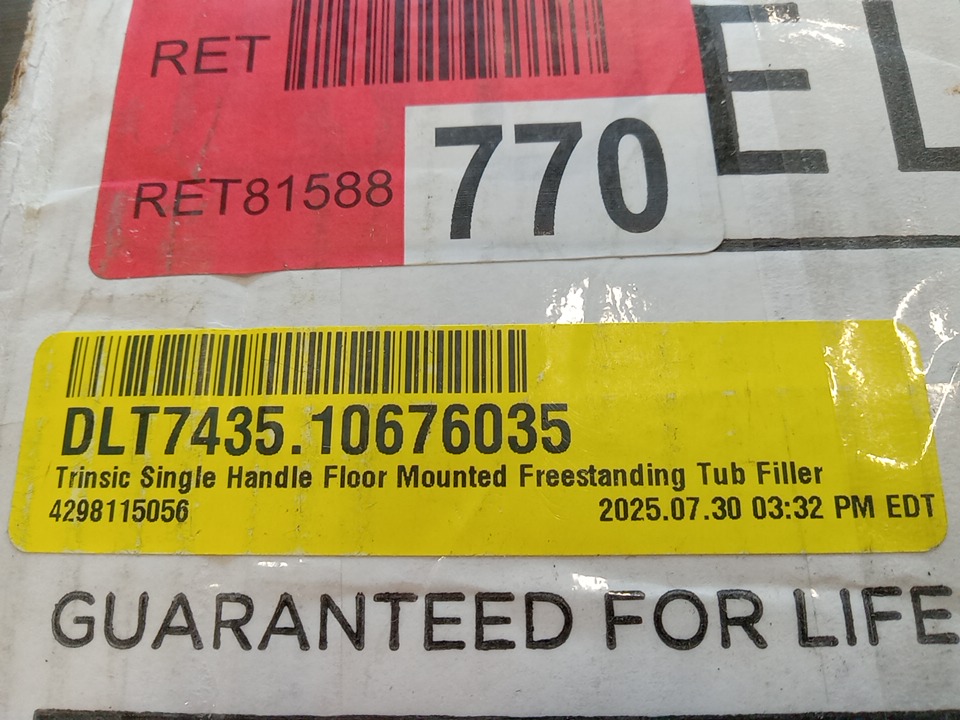 RET
EL
RET81588
770
DLT7435.10676035
Trinsic Single Handle Floor Mounted Freestanding Tub Filler
4298115056 2025.07.30 03:32 PM EDT
GUARANTEED FOR LIFE